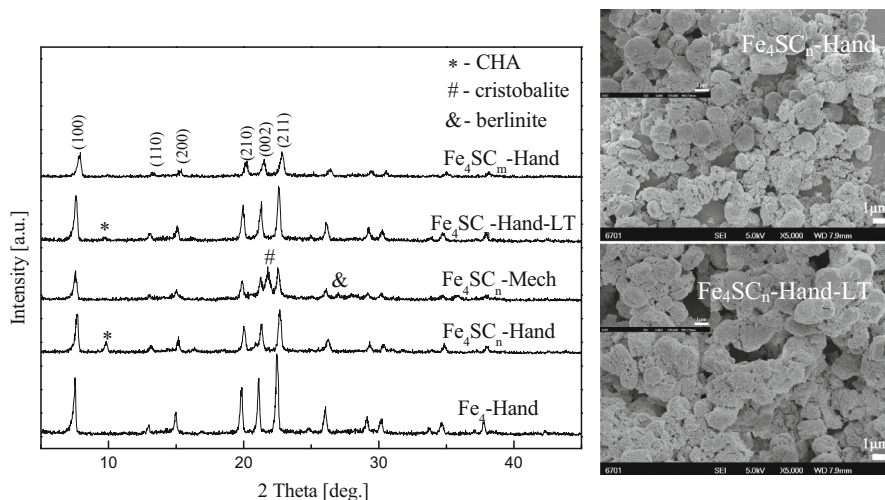 * - CHA
# - cristobalite
& - berlinite
(100)
(110)
(200)
(210)
(002)
(211)
Fe₄SCₘ-Hand
*
Fe₄SC -Hand-LT
#
&
Fe₄SCₙ-Mech
*
Fe₄SCₙ-Hand
Fe₄-Hand
Intensity [a.u.]
10 20 30 40
2 Theta [deg.]
Fe₄SCₙ-Hand
1μm
6701 SEI 5.0kV X5,000 WD 7.9mm
Fe₄SCₙ-Hand-LT
1μm
6701 SEI 5.0kV X5,000 WD 7.9mm